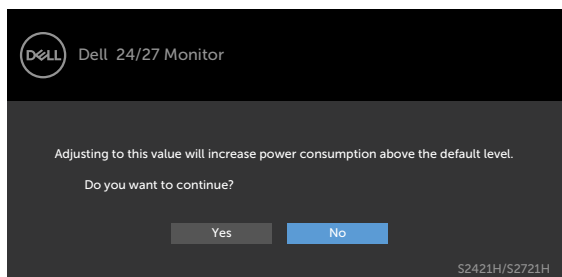 DELL Dell 24/27 Monitor
Adjusting to this value will increase power consumption above the default level.
Do you want to continue?
Yes No
S2421H/S2721H